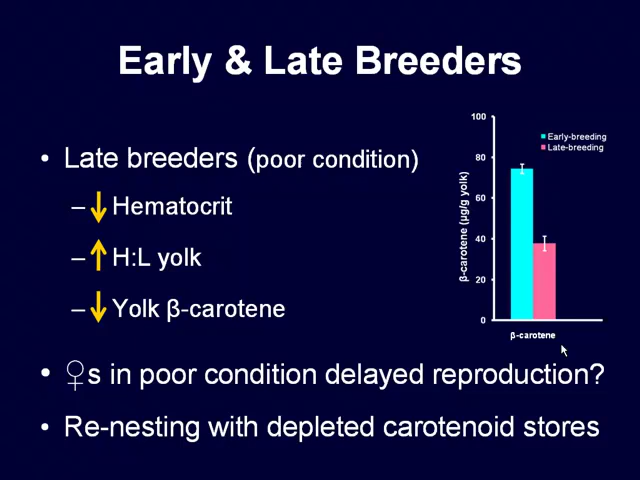 Early & Late Breeders
• Late breeders (poor condition)
– ↓ Hematocrit
– ↑ H:L yolk
– ↓ Yolk β-carotene
100
80
60
40
20
0
β-carotene (µg/g yolk)
Early-breeding
Late-breeding
β-carotene
• ♀s in poor condition delayed reproduction?
• Re-nesting with depleted carotenoid stores